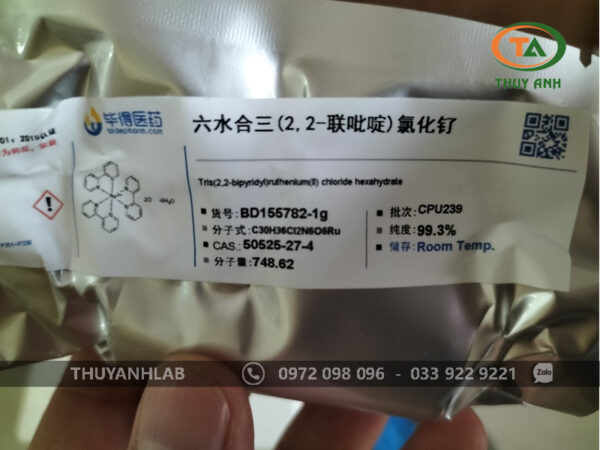 TA
THUY ANH
毕得医药
bidepharm.com
六水合三(2,2-联吡啶)氯化钌
Tris(2,2-bipyridyl)ruthenium(II) chloride hexahydrate
货号:BD155782-1g
分子式:C30H36Cl2N6O6Ru
CAS:50525-27-4
分子量:748.62
批次:CPU239
纯度:99.3%
储存:Room Temp.
THUYANHLAB
0972 098 096 - 033 922 9221
Zalo